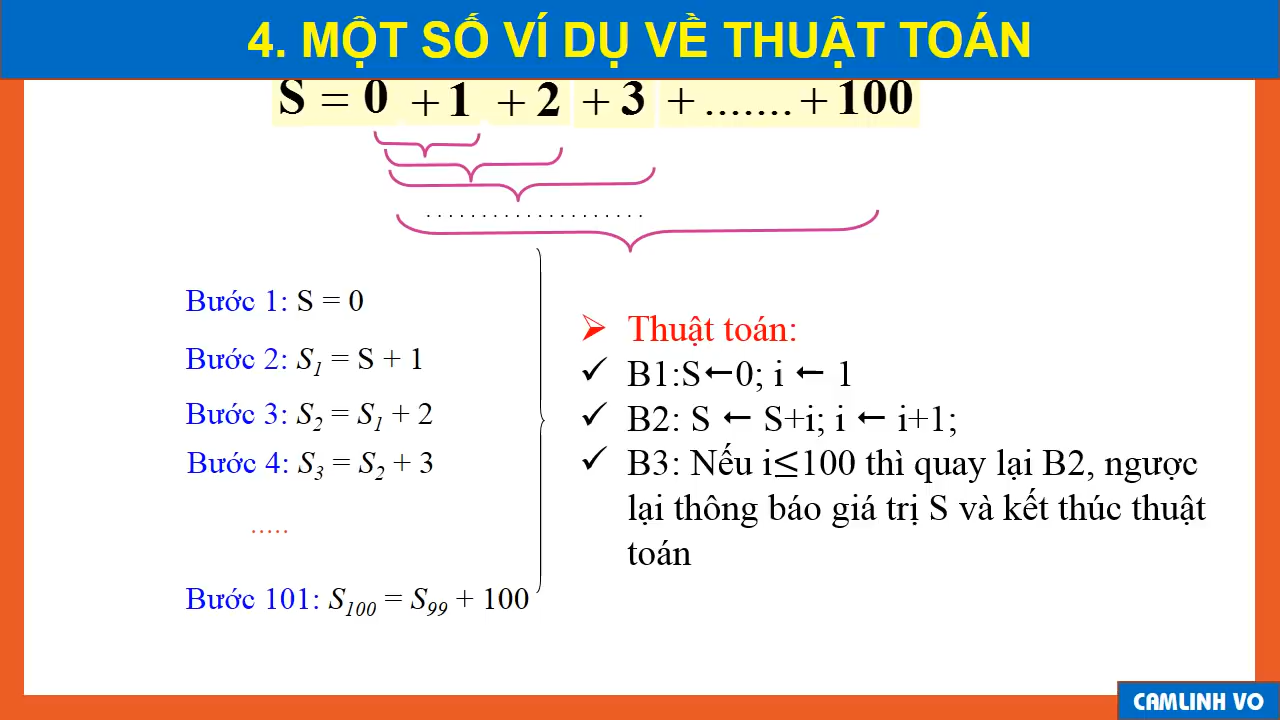 4. MỘT SỐ VÍ DỤ VỀ THUẬT TOÁN
S = 0 + 1 + 2 + 3 + ....... + 100
....................
Bước 1: S = 0
Bước 2: S1 = S + 1
Bước 3: S2 = S1 + 2
Bước 4: S3 = S2 + 3
.....
Bước 101: S100 = S99 + 100
➢ Thuật toán:
✓ B1:S←0; i ← 1
✓ B2: S ← S+i; i ← i+1;
✓ B3: Nếu i≤100 thì quay lại B2, ngược
lại thông báo giá trị S và kết thúc thuật
toán
CAMLINH VO